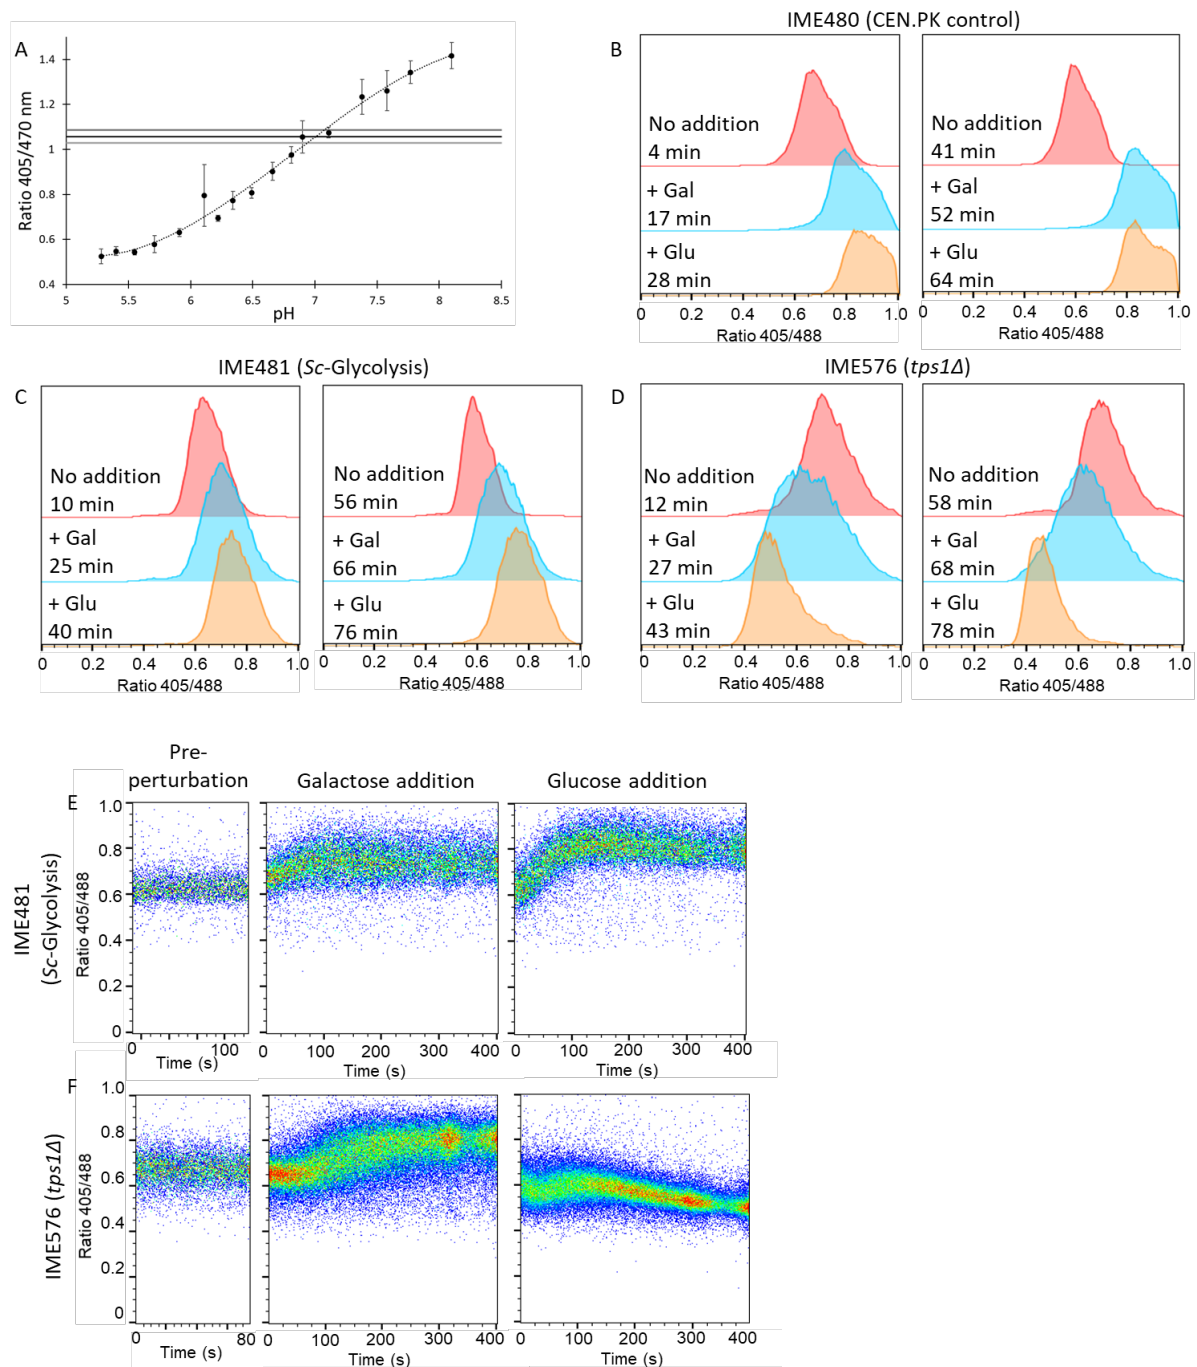 IME480 (CEN.PK control)
A
Ratio 405/470 nm
1.4
1.2
1
0.8
0.6
0.4
5
5.5
6
6.5
7
7.5
8
8.5
pH
B
No addition
4 min
+ Gal
17 min
+ Glu
28 min
0
0.2
0.4
0.6
0.8
1.0
Ratio 405/488
No addition
41 min
+ Gal
52 min
+ Glu
64 min
0
0.2
0.4
0.6
0.8
1.0
Ratio 405/488
IME481 (Sc-Glycolysis)
C
No addition
10 min
+ Gal
25 min
+ Glu
40 min
0
0.2
0.4
0.6
0.8
1.0
Ratio 405/488
No addition
56 min
+ Gal
66 min
+ Glu
76 min
0
0.2
0.4
0.6
0.8
1.0
Ratio 405/488
IME576 (tps1Δ)
D
No addition
12 min
+ Gal
27 min
+ Glu
43 min
0
0.2
0.4
0.6
0.8
1.0
Ratio 405/488
No addition
58 min
+ Gal
68 min
+ Glu
78 min
0
0.2
0.4
0.6
0.8
1.0
Ratio 405/488
Pre-
perturbation
Galactose addition
Glucose addition
E
IME481
(Sc-Glycolysis)
Ratio 405/488
1.0
0.8
0.6
0.4
0.2
0
0
100
Time (s)
0
100
200
300
400
Time (s)
0
100
200
300
400
Time (s)
F
IME576 (tps1Δ)
Ratio 405/488
1.0
0.8
0.6
0.4
0.2
0
0
80
Time (s)
0
100
200
300
400
Time (s)
0
100
200
300
400
Time (s)